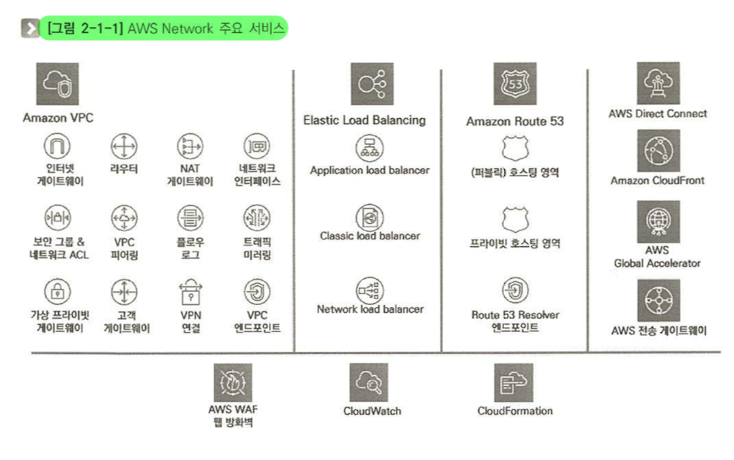 [그림 2-1-1] AWS Network 주요 서비스
Amazon VPC
인터넷
게이트웨이
라우터
NAT
게이트웨이
네트워크
인터페이스
보안 그룹 &
네트워크 ACL
VPC
피어링
플로우
로그
트래픽
미러링
가상 프라이빗
게이트웨이
고객
게이트웨이
VPN
연결
VPC
엔드포인트
Elastic Load Balancing
Application load balancer
Classic load balancer
Network load balancer
53
Amazon Route 53
(퍼블릭) 호스팅 영역
프라이빗 호스팅 영역
Route 53 Resolver
엔드포인트
AWS Direct Connect
Amazon CloudFront
AWS
Global Accelerator
AWS 전송 게이트웨이
AWS WAF
웹 방화벽
CloudWatch
CloudFormation